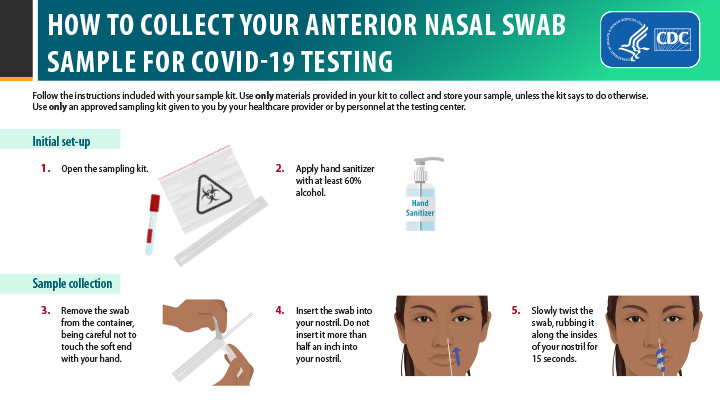 HOW TO COLLECT YOUR ANTERIOR NASAL SWAB
SAMPLE FOR COVID-19 TESTING
CDC
Follow the instructions included with your sample kit. Use only materials provided in your kit to collect and store your sample, unless the kit says to do otherwise.
Use only an approved sampling kit given to you by your healthcare provider or by personnel at the testing center.
Initial set-up
1. Open the sampling kit.
2. Apply hand sanitizer
with at least 60%
alcohol.
Hand
Sanitizer
Sample collection
3. Remove the swab
from the container,
being careful not to
touch the soft end
with your hand.
4. Insert the swab into
your nostril. Do not
insert it more than
half an inch into
your nostril.
5. Slowly twist the
swab, rubbing it
along the insides
of your nostril for
15 seconds.